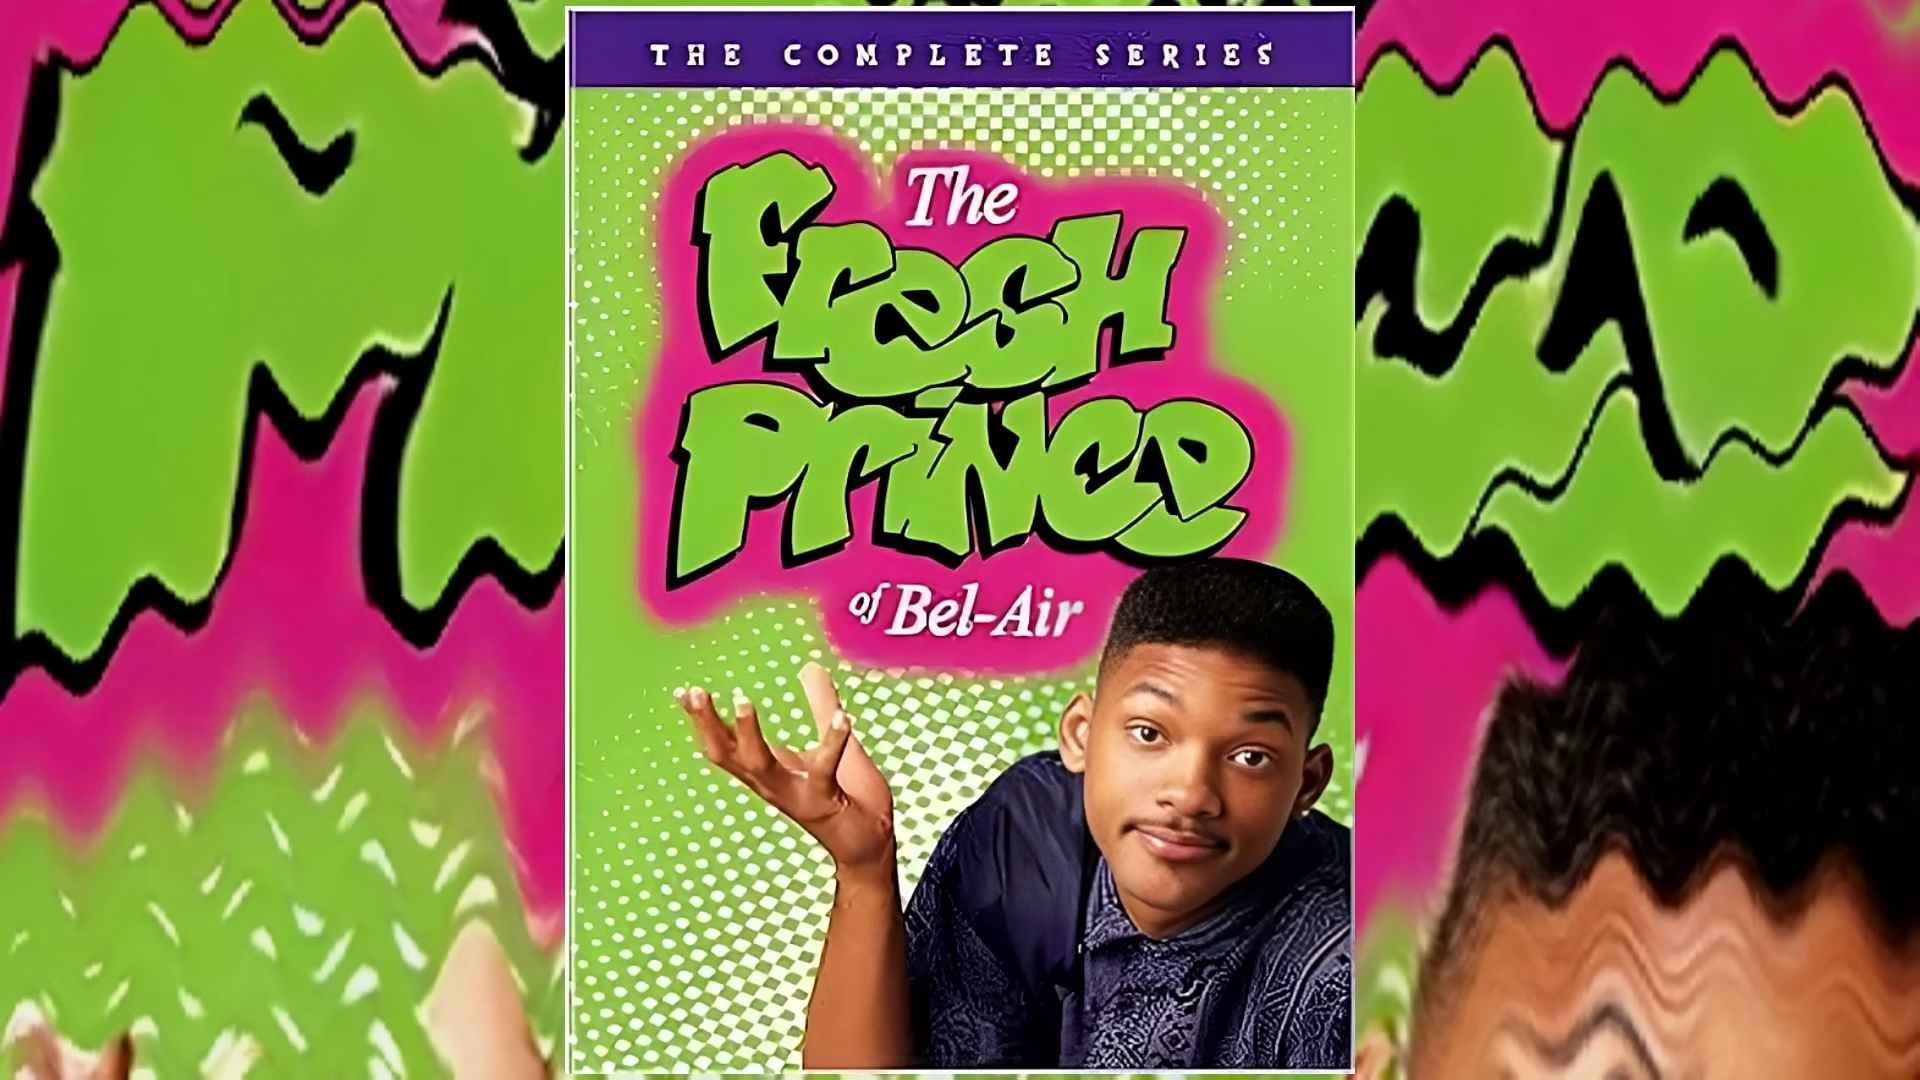 THE COMPLETE SERIES
The
Fresh
Prince
of Bel-Air